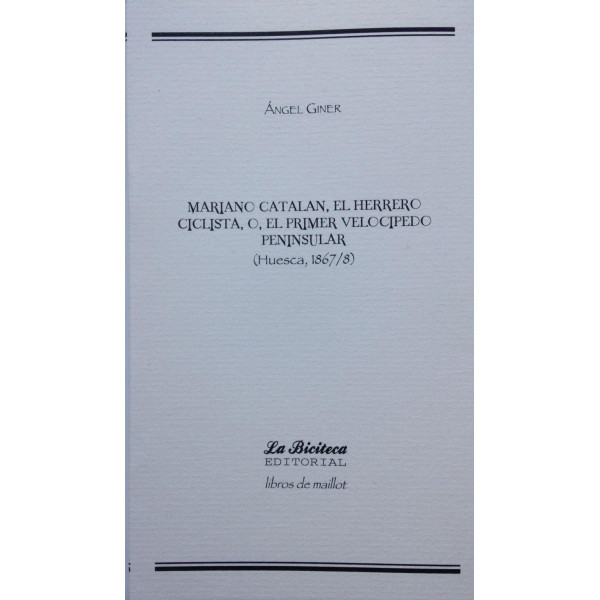 ÁNGEL GINER
MARIANO CATALAN, EL HERRERO
CICLISTA, O, EL PRIMER VELOCIPEDO
PENINSULAR
(Huesca, 1867/8)
La Biciteca
EDITORIAL
libros de maillot